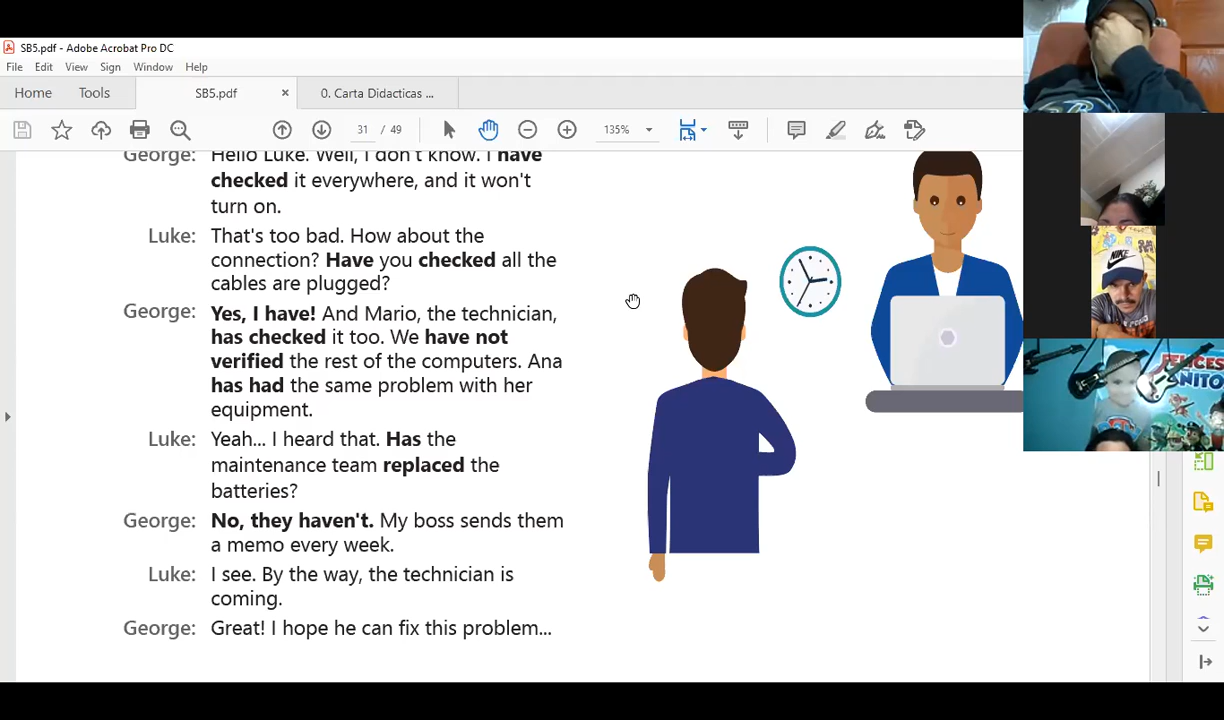 SB5.pdf - Adobe Acrobat Pro DC
File Edit View Sign Window Help
Home Tools SB5.pdf × 0. Carta Didacticas ...
31 / 49 135%
George: Hello Luke. Well, I don't know. I have
checked it everywhere, and it won't
turn on.
Luke: That's too bad. How about the
connection? Have you checked all the
cables are plugged?
George: Yes, I have! And Mario, the technician,
has checked it too. We have not
verified the rest of the computers. Ana
has had the same problem with her
equipment.
Luke: Yeah... I heard that. Has the
maintenance team replaced the
batteries?
George: No, they haven't. My boss sends them
a memo every week.
Luke: I see. By the way, the technician is
coming.
George: Great! I hope he can fix this problem...
NIKE